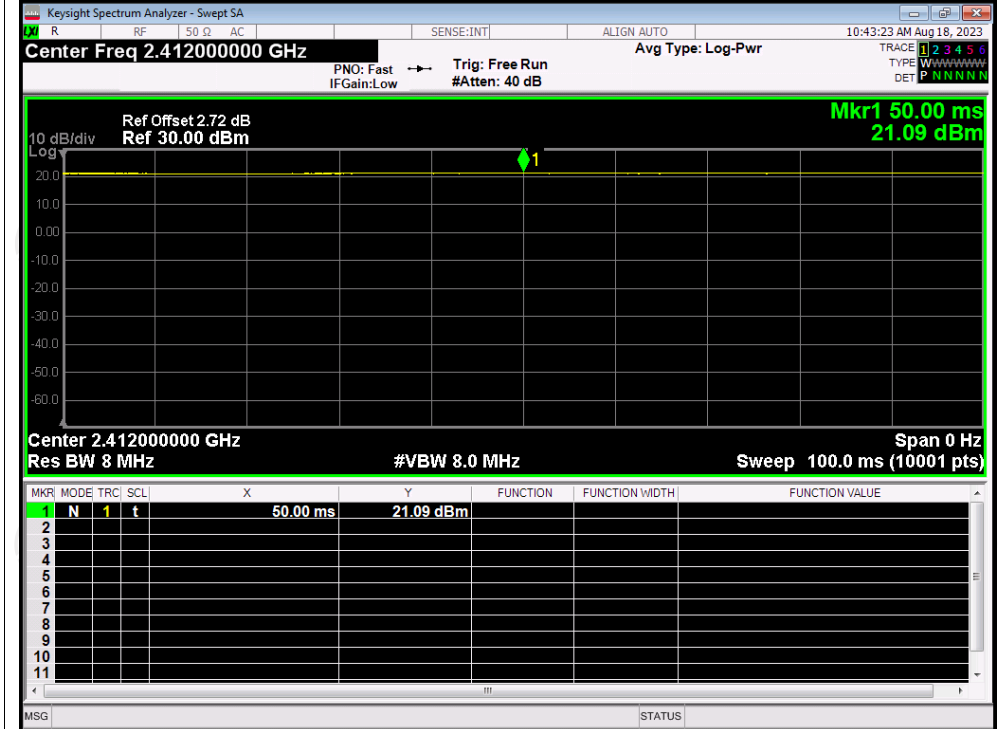 Keysight Spectrum Analyzer - Swept SA
LXI R RF 50 Ω AC SENSE:INT ALIGN AUTO 10:43:23 AM Aug 18, 2023
Center Freq 2.412000000 GHz
PNO: Fast
IFGain:Low
Trig: Free Run
#Atten: 40 dB
Avg Type: Log-Pwr
TRACE 1 2 3 4 5 6
TYPE WWWWWW
DET P N N N N N
Mkr1 50.00 ms
21.09 dBm
Ref Offset 2.72 dB
10 dB/div Ref 30.00 dBm
Log
1
20.0
10.0
0.00
-10.0
-20.0
-30.0
-40.0
-50.0
-60.0
Center 2.412000000 GHz Span 0 Hz
Res BW 8 MHz #VBW 8.0 MHz Sweep 100.0 ms (10001 pts)
MKR MODE TRC SCL X Y FUNCTION FUNCTION WIDTH FUNCTION VALUE
1 N 1 t 50.00 ms 21.09 dBm
2
3
4
5
6
7
8
9
10
11
MSG STATUS